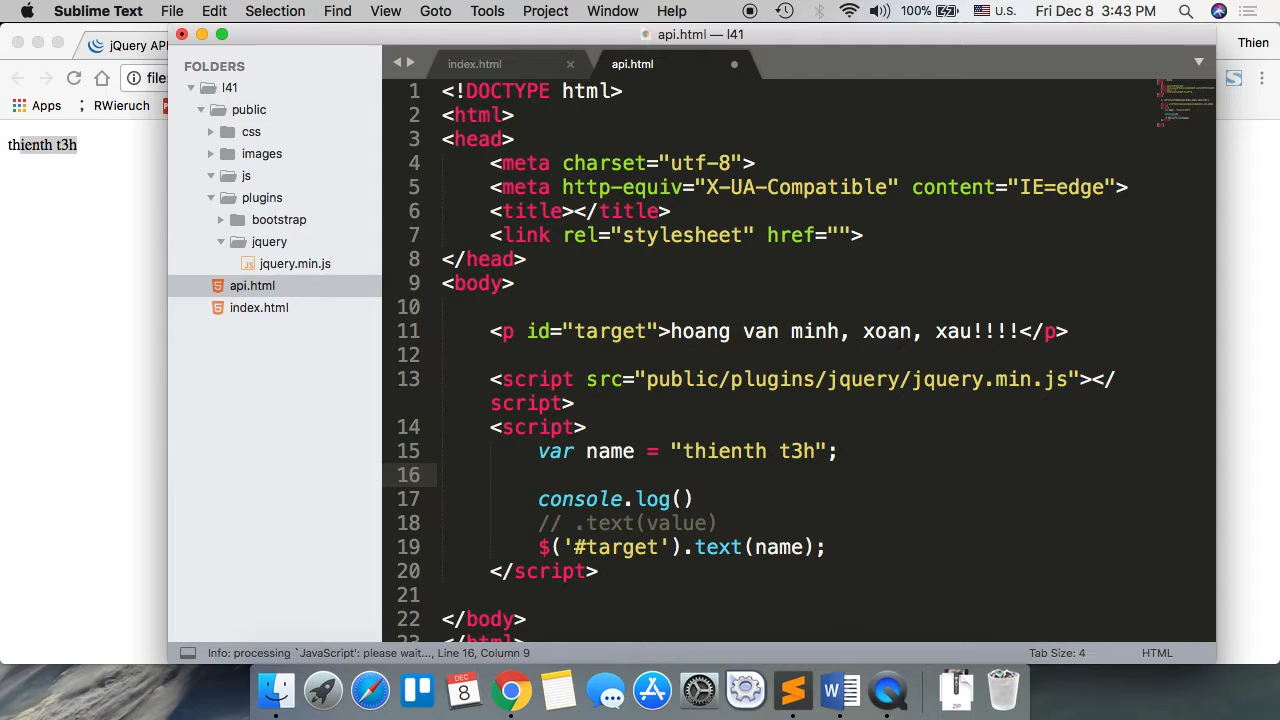 Sublime Text File Edit Selection Find View Goto Tools Project Window Help 100% U.S. Fri Dec 8 3:43 PM
api.html — l41
jQuery API
Thien
file:
Apps RWieruch
thienth t3h
FOLDERS
l41
public
css
images
js
plugins
bootstrap
jquery
jquery.min.js
api.html
index.html
index.html api.html
1 <!DOCTYPE html>
2 <html>
3 <head>
4 <meta charset="utf-8">
5 <meta http-equiv="X-UA-Compatible" content="IE=edge">
6 <title></title>
7 <link rel="stylesheet" href="">
8 </head>
9 <body>
10
11 <p id="target">hoang van minh, xoan, xau!!!!</p>
12
13 <script src="public/plugins/jquery/jquery.min.js"></
script>
14 <script>
15 var name = "thienth t3h";
16
17 console.log()
18 // .text(value)
19 $('#target').text(name);
20 </script>
21
22 </body>
23 </html>
Info: processing `JavaScript': please wait..., Line 16, Column 9 Tab Size: 4 HTML
DEC
8
ZIP